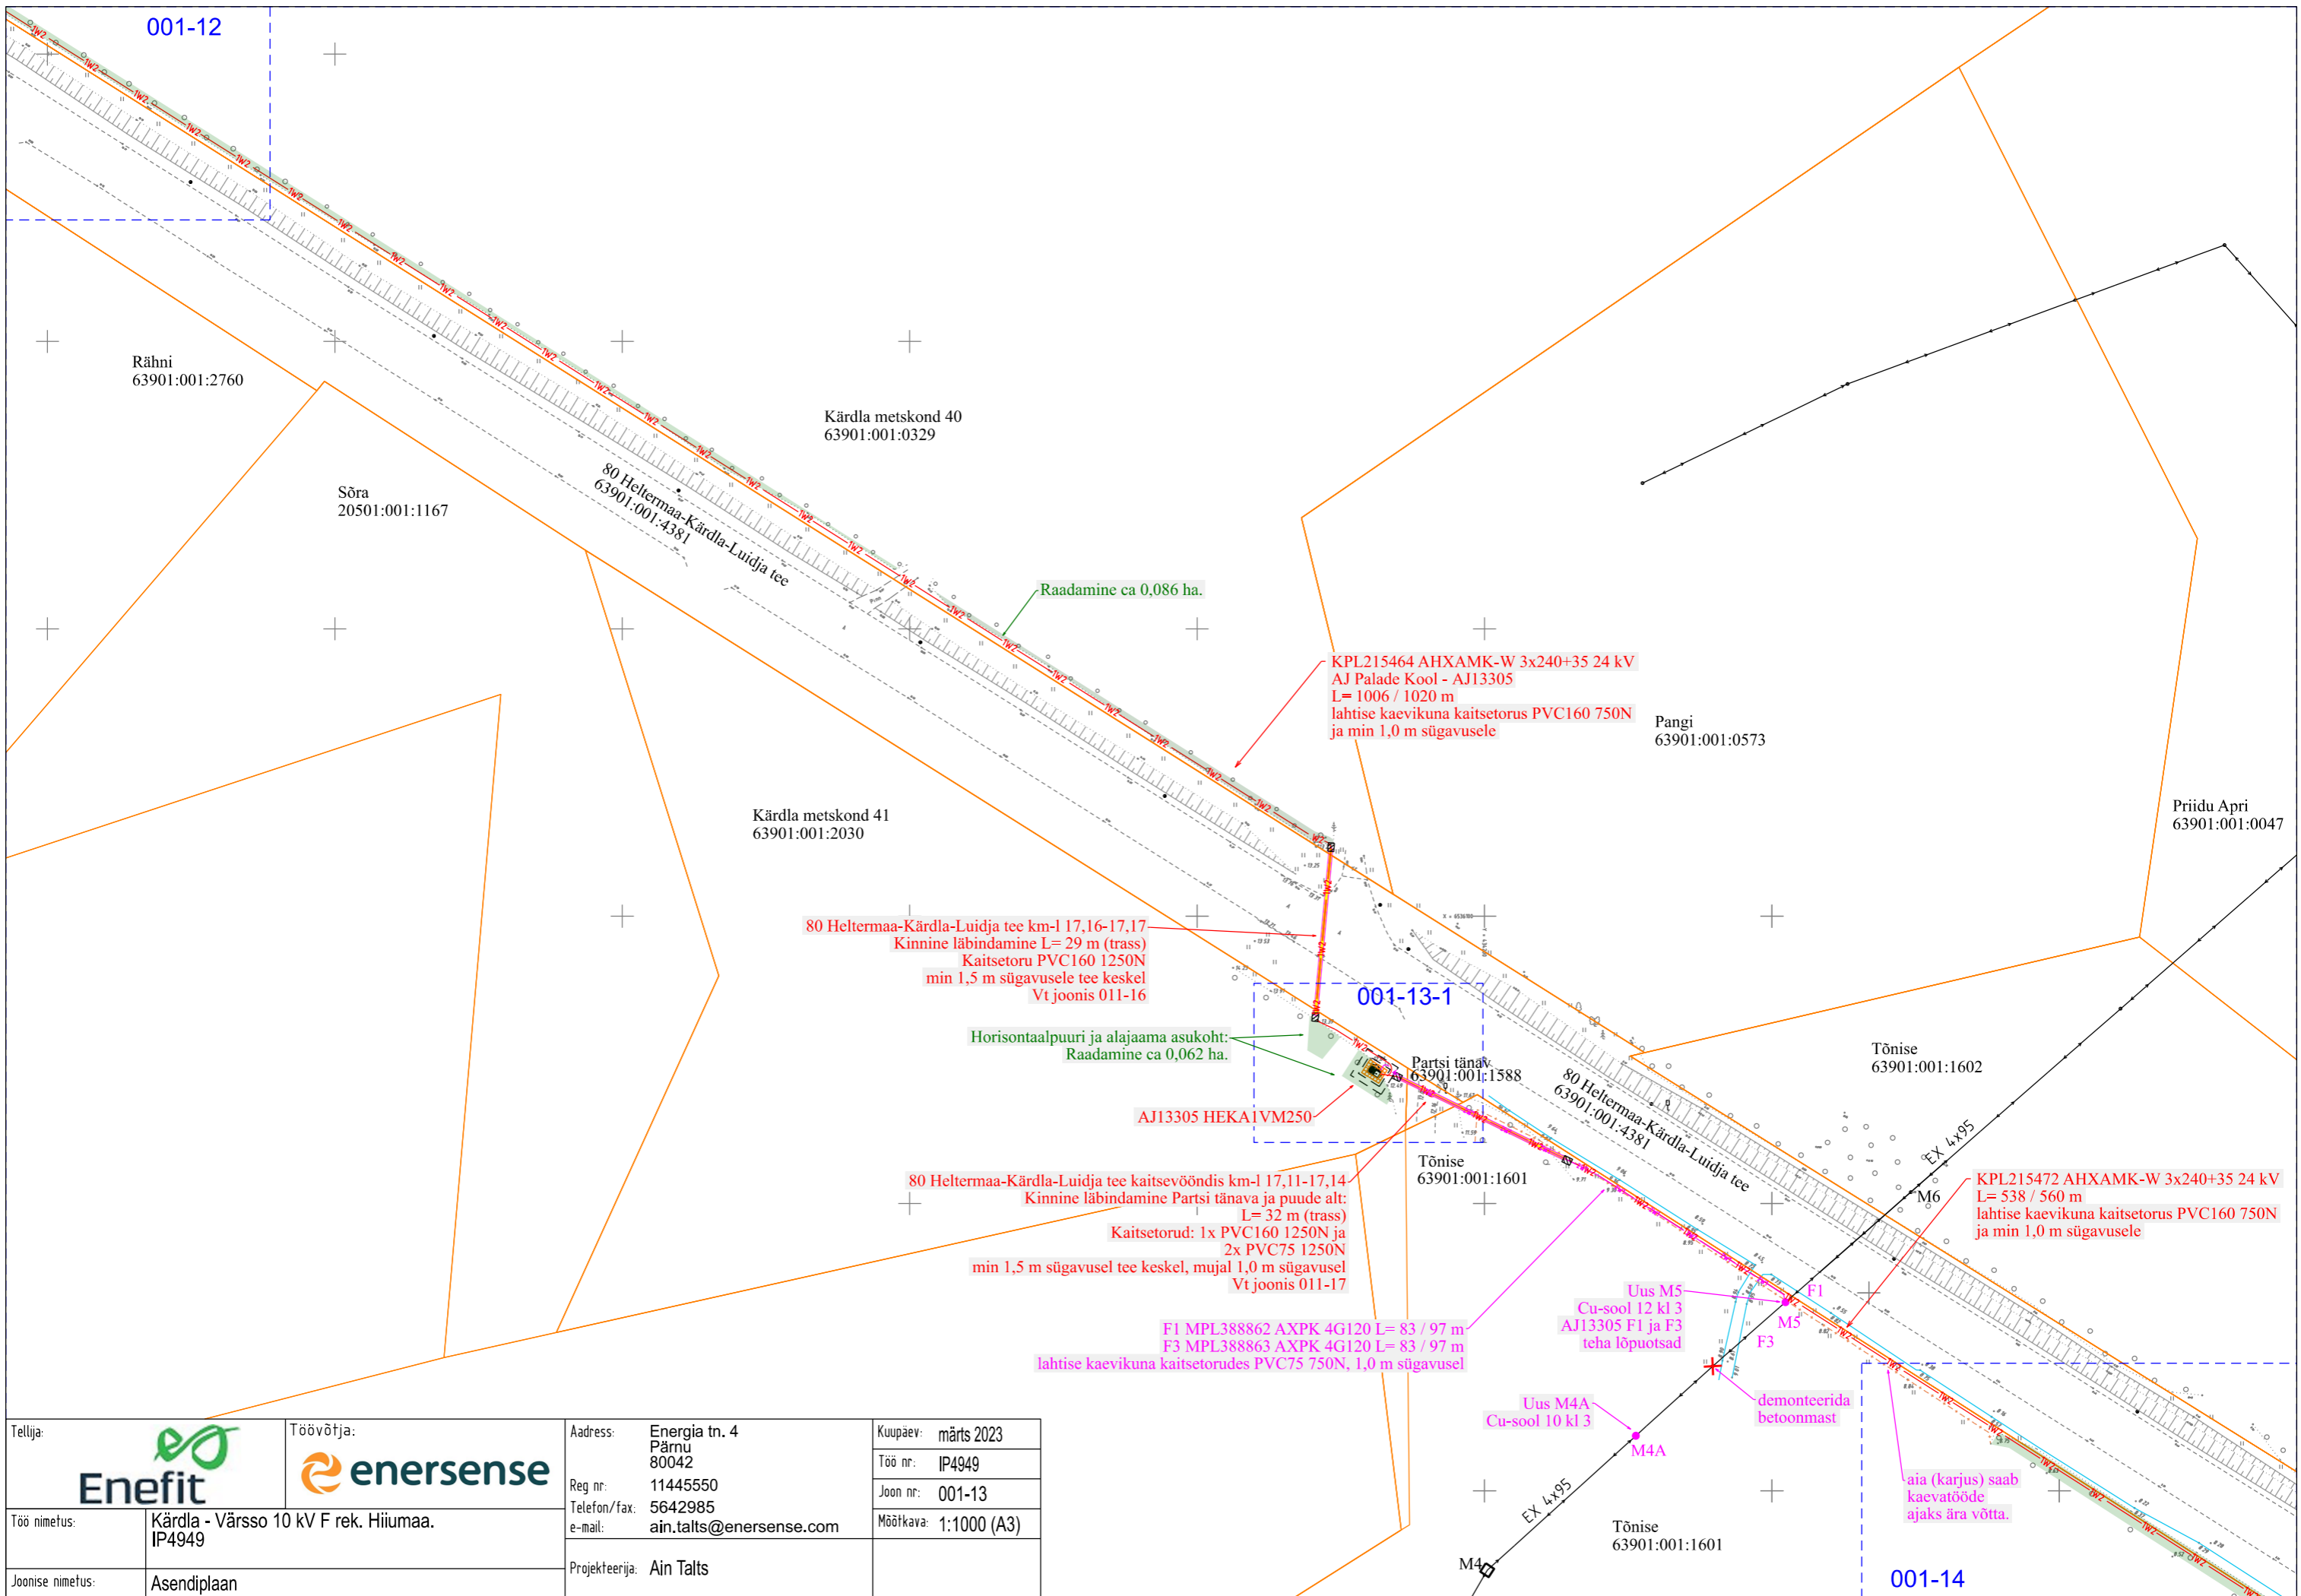 001-12
Rähni
63901:001:2760
Sõra
20501:001:1167
Kärdla metskond 40
63901:001:0329
80 Heltermaa-Kärdla-Luidja tee
63901:001:4381
Raadamine ca 0,086 ha.
KPL215464 AHXAMK-W 3x240+35 24 kV
AJ Palade Kool - AJ13305
L= 1006 / 1020 m
lahtise kaevikuna kaitsetorus PVC160 750N
ja min 1,0 m sügavusele
Pangi
63901:001:0573
Priidu Apri
63901:001:0047
Kärdla metskond 41
63901:001:2030
80 Heltermaa-Kärdla-Luidja tee km-l 17,16-17,17
Kinnine läbindamine L= 29 m (trass)
Kaitsetoru PVC160 1250N
min 1,5 m sügavusele tee keskel
Vt joonis 011-16
001-13-1
Horisontaalpuuri ja alajaama asukoht:
Raadamine ca 0,062 ha.
Partsi tänav
63901:001:1588
AJ13305 HEKA1VM250
80 Heltermaa-Kärdla-Luidja tee
63901:001:4381
Tõnise
63901:001:1602
Tõnise
63901:001:1601
EX 4x95
M6
KPL215472 AHXAMK-W 3x240+35 24 kV
L= 538 / 560 m
lahtise kaevikuna kaitsetorus PVC160 750N
ja min 1,0 m sügavusele
80 Heltermaa-Kärdla-Luidja tee kaitsevööndis km-l 17,11-17,14
Kinnine läbindamine Partsi tänava ja puude alt:
L= 32 m (trass)
Kaitsetorud: 1x PVC160 1250N ja
2x PVC75 1250N
min 1,5 m sügavusel tee keskel, mujal 1,0 m sügavusel
Vt joonis 011-17
F1 MPL388862 AXPK 4G120 L= 83 / 97 m
F3 MPL388863 AXPK 4G120 L= 83 / 97 m
lahtise kaevikuna kaitsetorudes PVC75 750N, 1,0 m sügavusel
Uus M5
Cu-sool 12 kl 3
AJ13305 F1 ja F3
teha lõpuotsad
F1
M5
F3
Uus M4A
Cu-sool 10 kl 3
M4A
demonteerida
betoonmast
aia (karjus) saab
kaevatööde
ajaks ära võtta.
EX 4x95
M4
Tõnise
63901:001:1601
001-14
Tellija:
Enefit
Töövõtja:
enersense
Aadress: Energia tn. 4
Pärnu
80042
Reg nr: 11445550
Telefon/fax: 5642985
e-mail: ain.talts@enersense.com
Projekteerija: Ain Talts
Kuupäev: märts 2023
Töö nr: IP4949
Joon nr: 001-13
Mõõtkava: 1:1000 (A3)
Töö nimetus: Kärdla - Värsso 10 kV F rek. Hiiumaa.
IP4949
Joonise nimetus: Asendiplaan